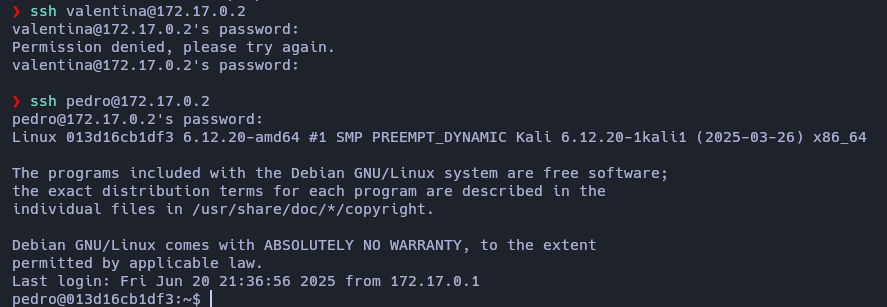 ❯ ssh valentina@172.17.0.2
valentina@172.17.0.2's password:
Permission denied, please try again.
valentina@172.17.0.2's password:
❯ ssh pedro@172.17.0.2
pedro@172.17.0.2's password:
Linux 013d16cb1df3 6.12.20-amd64 #1 SMP PREEMPT_DYNAMIC Kali 6.12.20-1kali1 (2025-03-26) x86_64
The programs included with the Debian GNU/Linux system are free software;
the exact distribution terms for each program are described in the
individual files in /usr/share/doc/*/copyright.
Debian GNU/Linux comes with ABSOLUTELY NO WARRANTY, to the extent
permitted by applicable law.
Last login: Fri Jun 20 21:36:56 2025 from 172.17.0.1
pedro@013d16cb1df3:~$